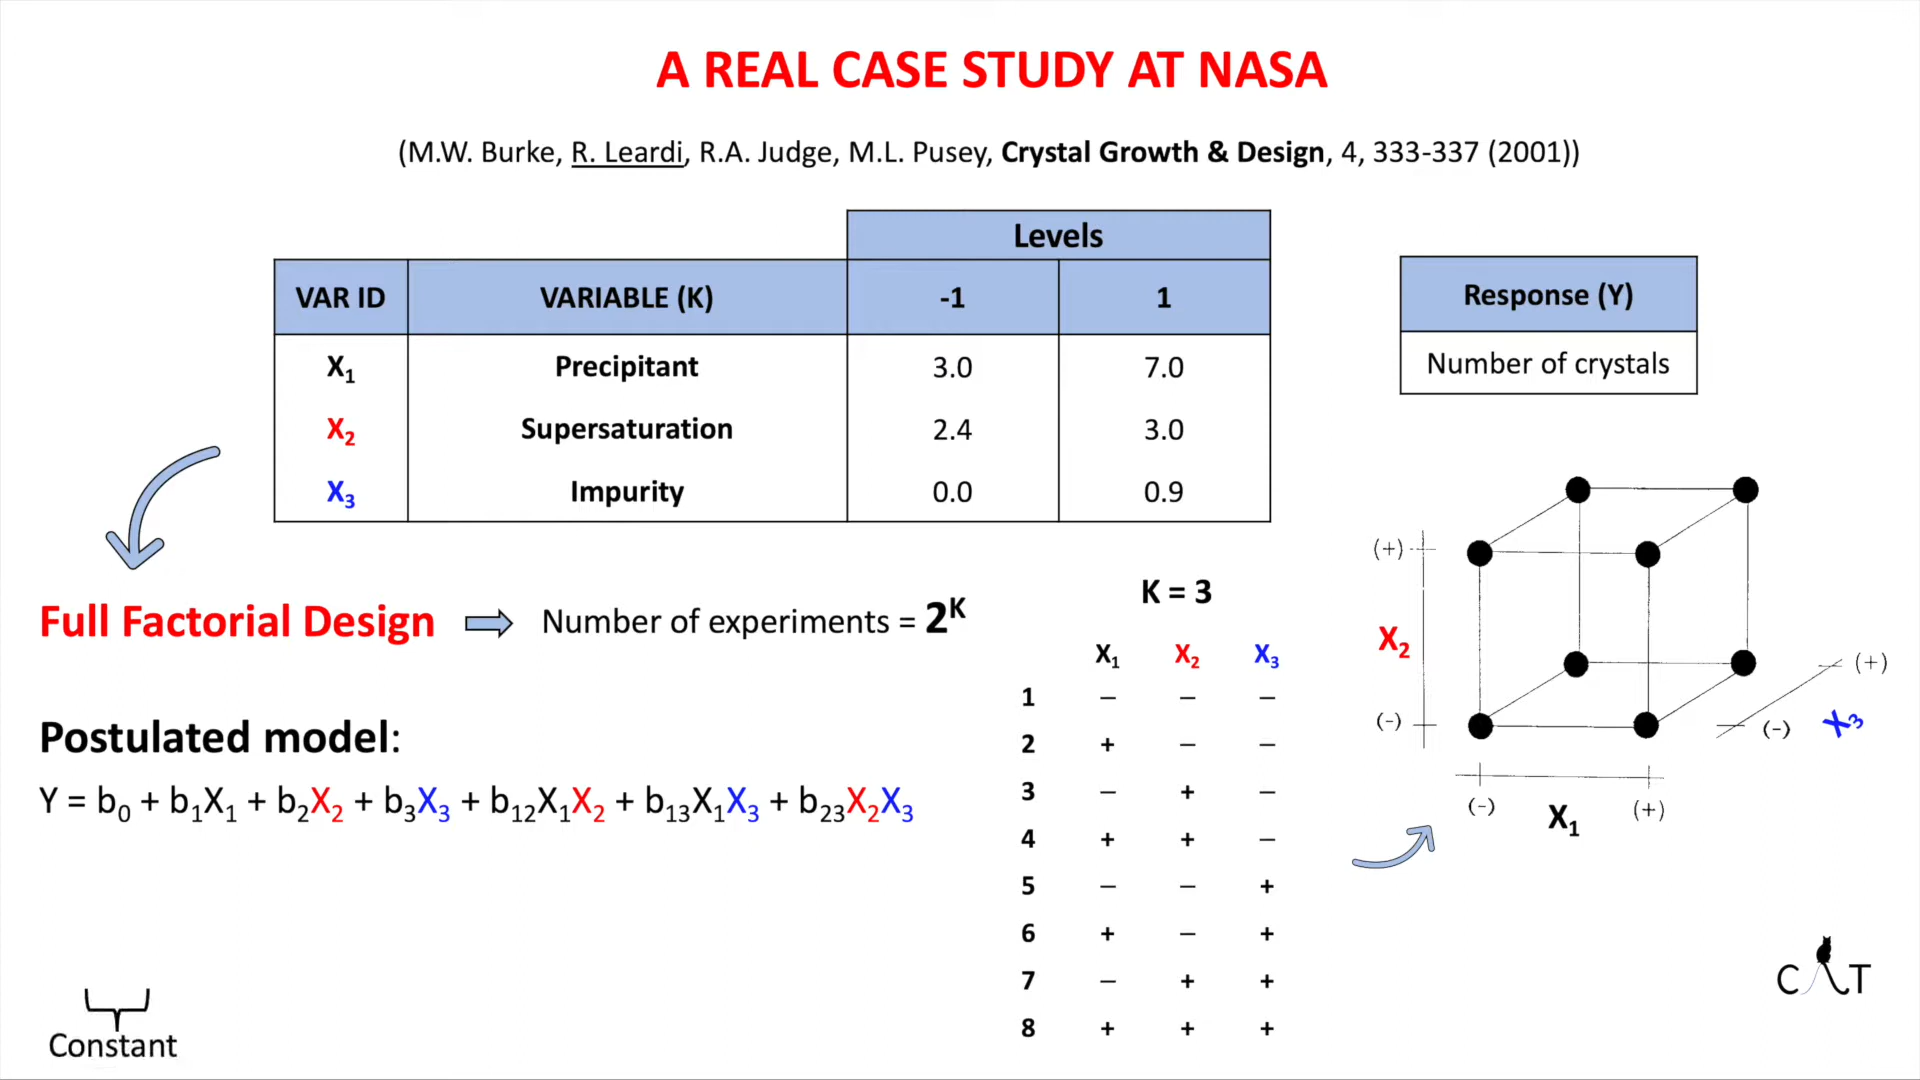 A REAL CASE STUDY AT NASA
(M.W. Burke, R. Leardi, R.A. Judge, M.L. Pusey, Crystal Growth & Design, 4, 333-337 (2001))
Levels
VAR ID VARIABLE (K) -1 1
X₁ Precipitant 3.0 7.0
X₂ Supersaturation 2.4 3.0
X₃ Impurity 0.0 0.9
Response (Y)
Number of crystals
Full Factorial Design Number of experiments = 2ᴷ
Postulated model:
Y = b₀ + b₁X₁ + b₂X₂ + b₃X₃ + b₁₂X₁X₂ + b₁₃X₁X₃ + b₂₃X₂X₃
Constant
K = 3
X₁ X₂ X₃
1 – – –
2 + – –
3 – + –
4 + + –
5 – – +
6 + – +
7 – + +
8 + + +
(+)
X₂
(-)
(+)
(-) X₃
(-) X₁ (+)
CAT